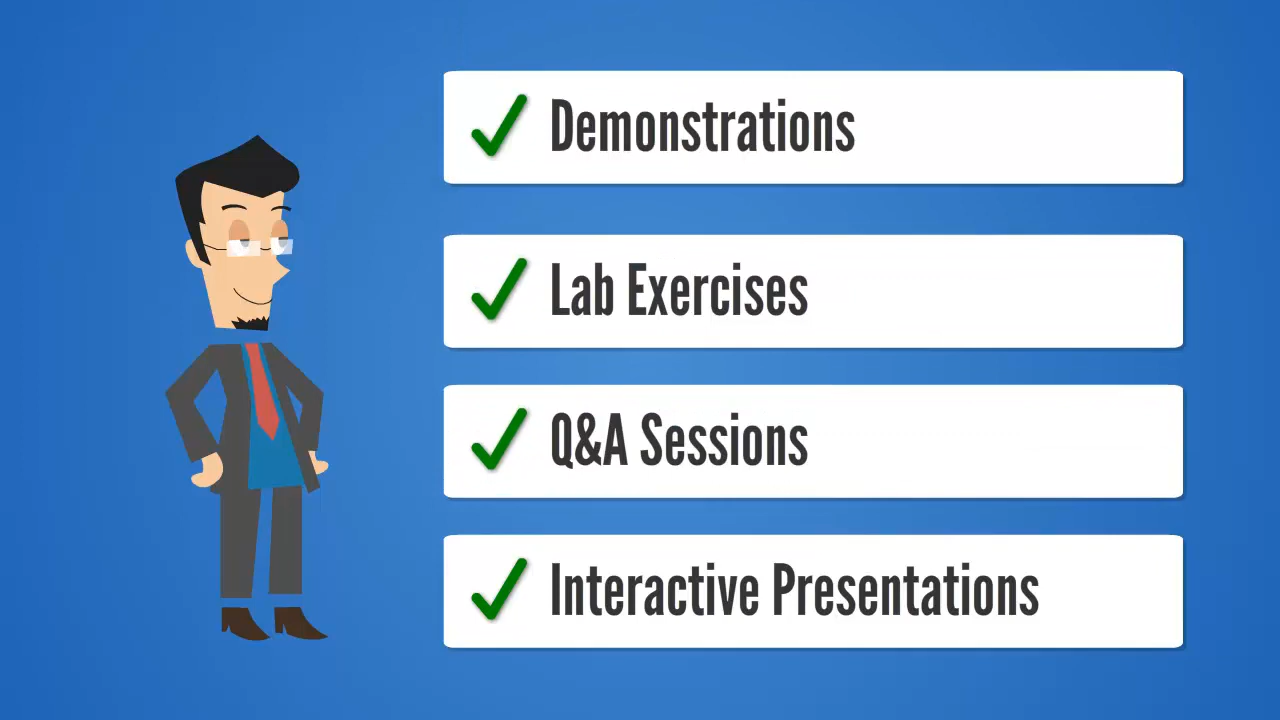 Demonstrations
Lab Exercises
Q&A Sessions
Interactive Presentations